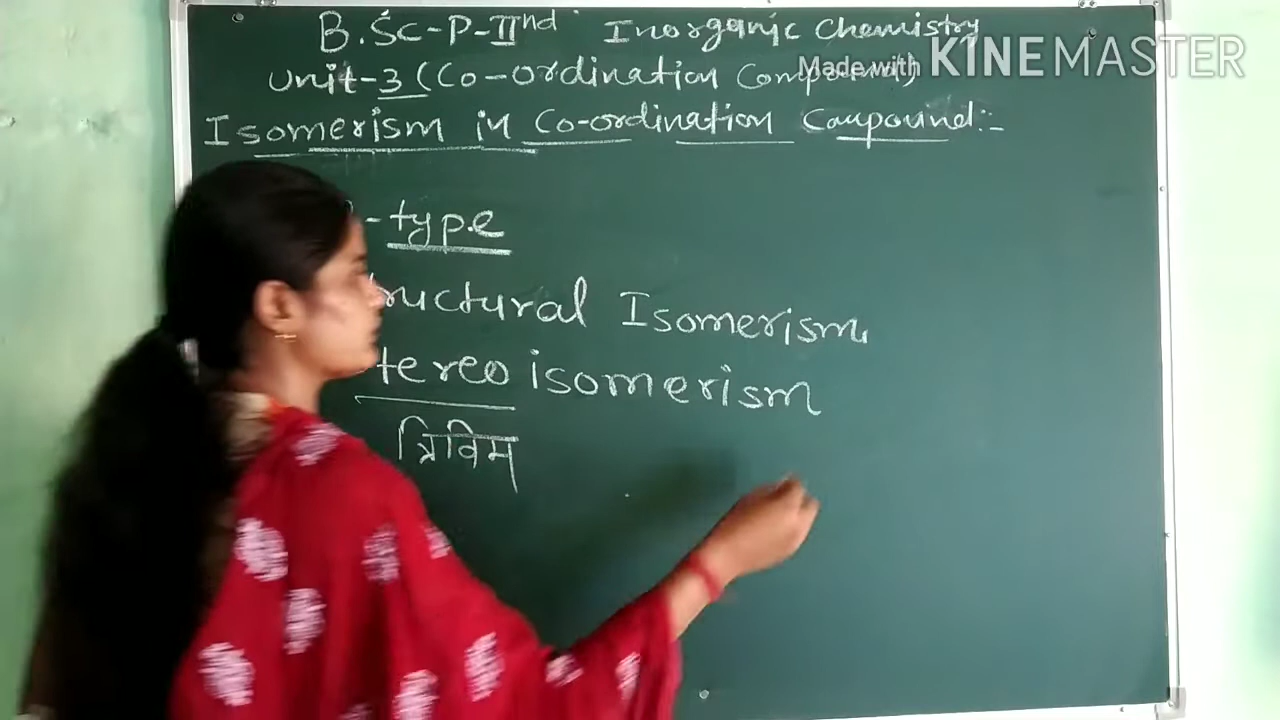 B.Sc-P-IInd Inorganic Chemistry
Made with KINEMASTER
Unit-3 (Co-ordination Compound)
Isomerism in Co-ordination Compound:-
-type
tructural Isomerism
tereo isomerism
त्रिविम